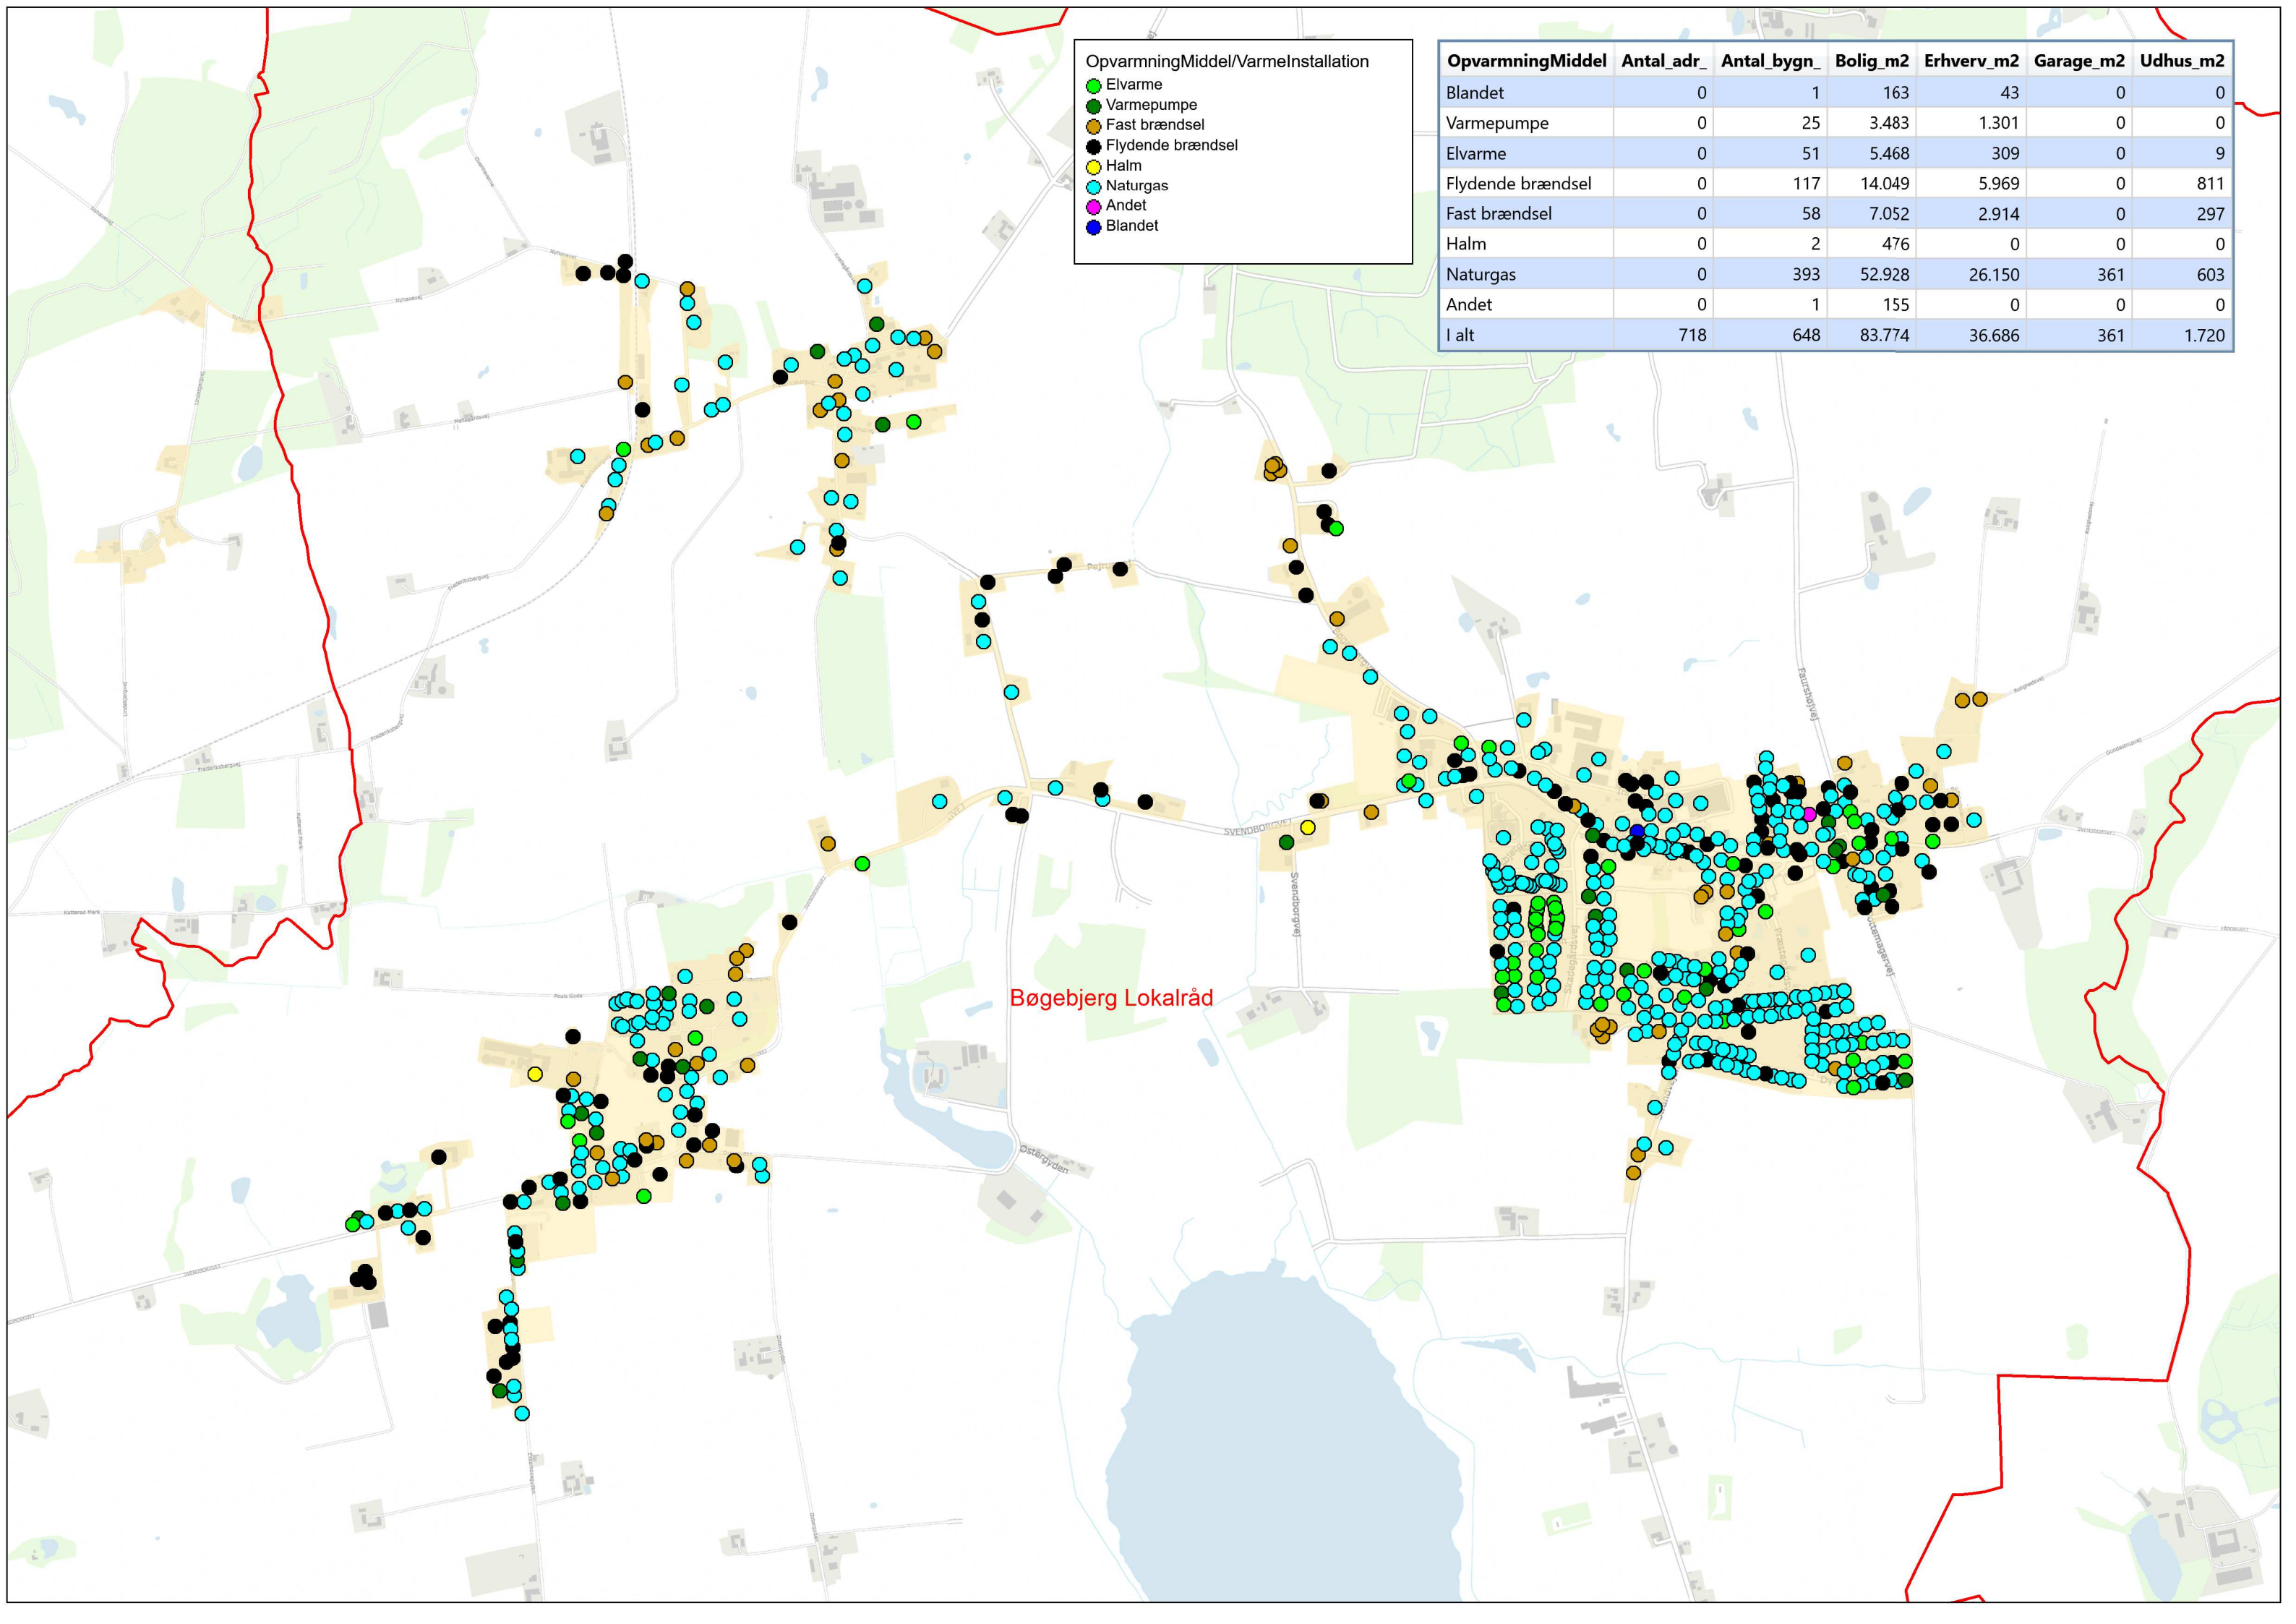 OpvarmningMiddel/VarmeInstallation
Elvarme
Varmepumpe
Fast brændsel
Flydende brændsel
Halm
Naturgas
Andet
Blandet
OpvarmningMiddel Antal_adr_ Antal_bygn_ Bolig_m2 Erhverv_m2 Garage_m2 Udhus_m2
Blandet 0 1 163 43 0 0
Varmepumpe 0 25 3.483 1.301 0 0
Elvarme 0 51 5.468 309 0 9
Flydende brændsel 0 117 14.049 5.969 0 811
Fast brændsel 0 58 7.052 2.914 0 297
Halm 0 2 476 0 0 0
Naturgas 0 393 52.928 26.150 361 603
Andet 0 1 155 0 0 0
I alt 718 648 83.774 36.686 361 1.720
Faurshøjvej
SVENDBORGVEJ
Svendborgvej
Skadegårdsvej
Bøgebjerg Lokalråd
Østergyden